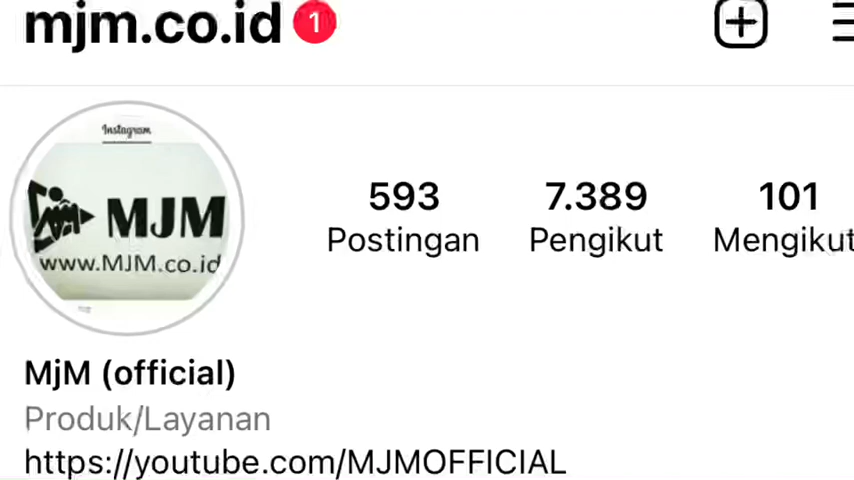 mjm.co.id 1
Instagram
MJM
www.MJM.co.id
593 7.389 101
Postingan Pengikut Mengikut
MjM (official)
Produk/Layanan
https://youtube.com/MJMOFFICIAL